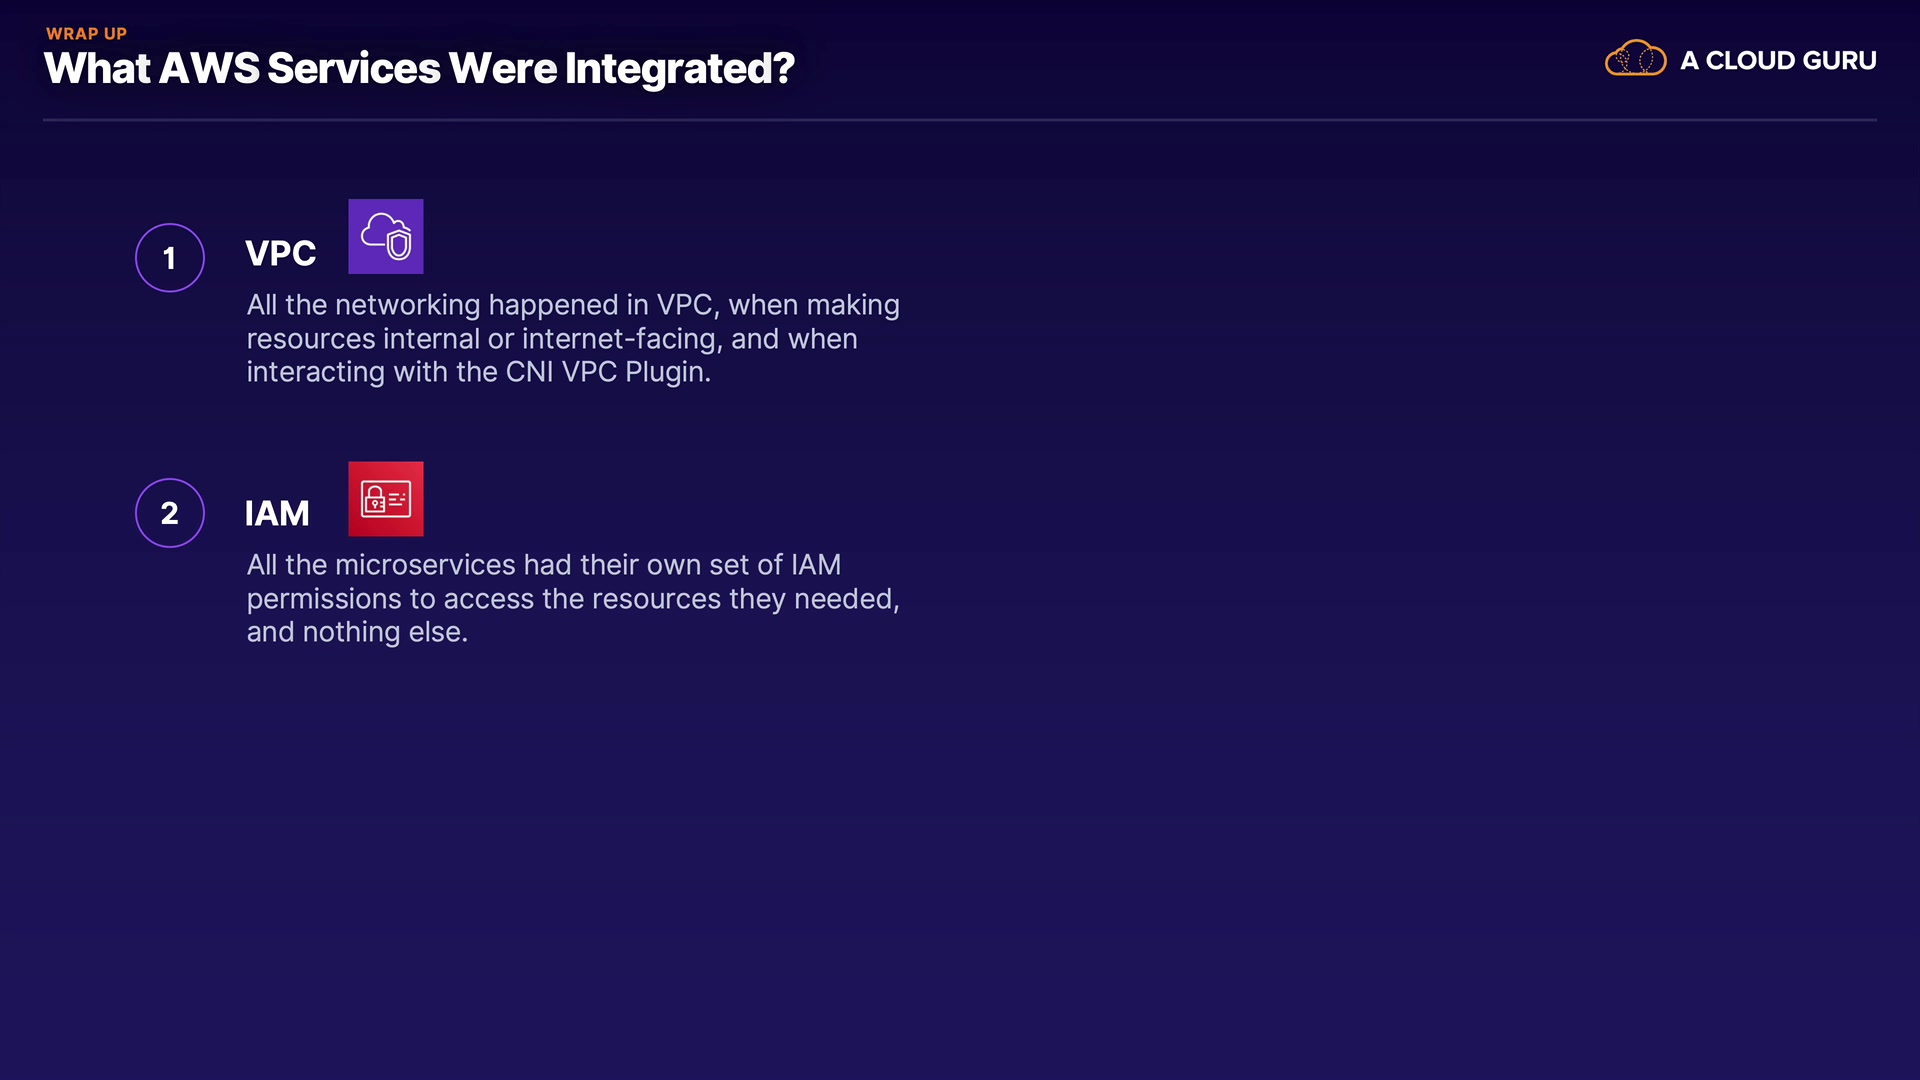 WRAP UP
What AWS Services Were Integrated?
A CLOUD GURU
1
VPC
All the networking happened in VPC, when making
resources internal or internet-facing, and when
interacting with the CNI VPC Plugin.
2
IAM
All the microservices had their own set of IAM
permissions to access the resources they needed,
and nothing else.